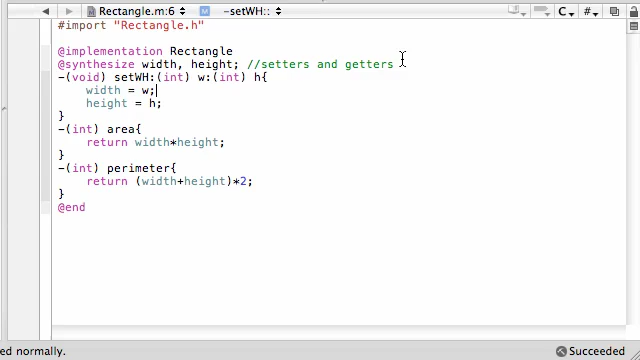 Rectangle.m:6 -setWH::
C #
#import "Rectangle.h"
@implementation Rectangle
@synthesize width, height; //setters and getters
-(void) setWH:(int) w:(int) h{
width = w;
height = h;
}
-(int) area{
return width*height;
}
-(int) perimeter{
return (width+height)*2;
}
@end
ed normally. Succeeded